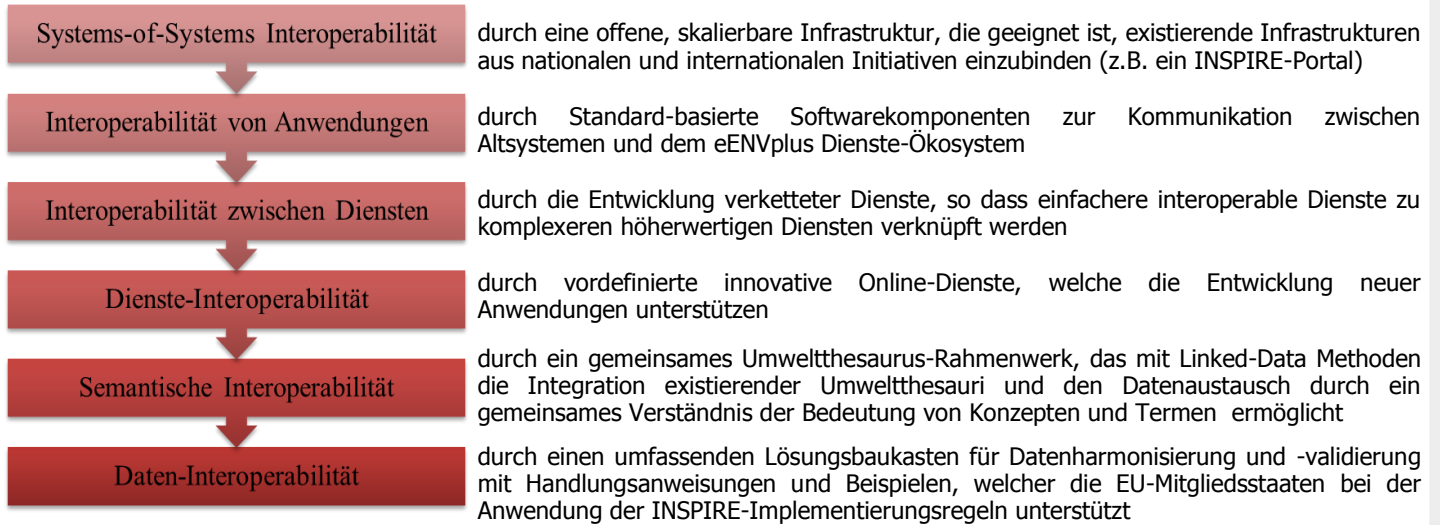 Systems-of-Systems Interoperabilität
durch eine offene, skalierbare Infrastruktur, die geeignet ist, existierende Infrastrukturen
aus nationalen und internationalen Initiativen einzubinden (z.B. ein INSPIRE-Portal)
Interoperabilität von Anwendungen
durch Standard-basierte Softwarekomponenten zur Kommunikation zwischen
Altsystemen und dem eENVplus Dienste-Ökosystem
Interoperabilität zwischen Diensten
durch die Entwicklung verketteter Dienste, so dass einfachere interoperable Dienste zu
komplexeren höherwertigen Diensten verknüpft werden
Dienste-Interoperabilität
durch vordefinierte innovative Online-Dienste, welche die Entwicklung neuer
Anwendungen unterstützen
Semantische Interoperabilität
durch ein gemeinsames Umweltthesaurus-Rahmenwerk, das mit Linked-Data Methoden
die Integration existierender Umweltthesauri und den Datenaustausch durch ein
gemeinsames Verständnis der Bedeutung von Konzepten und Termen ermöglicht
Daten-Interoperabilität
durch einen umfassenden Lösungsbaukasten für Datenharmonisierung und -validierung
mit Handlungsanweisungen und Beispielen, welcher die EU-Mitgliedsstaaten bei der
Anwendung der INSPIRE-Implementierungsregeln unterstützt